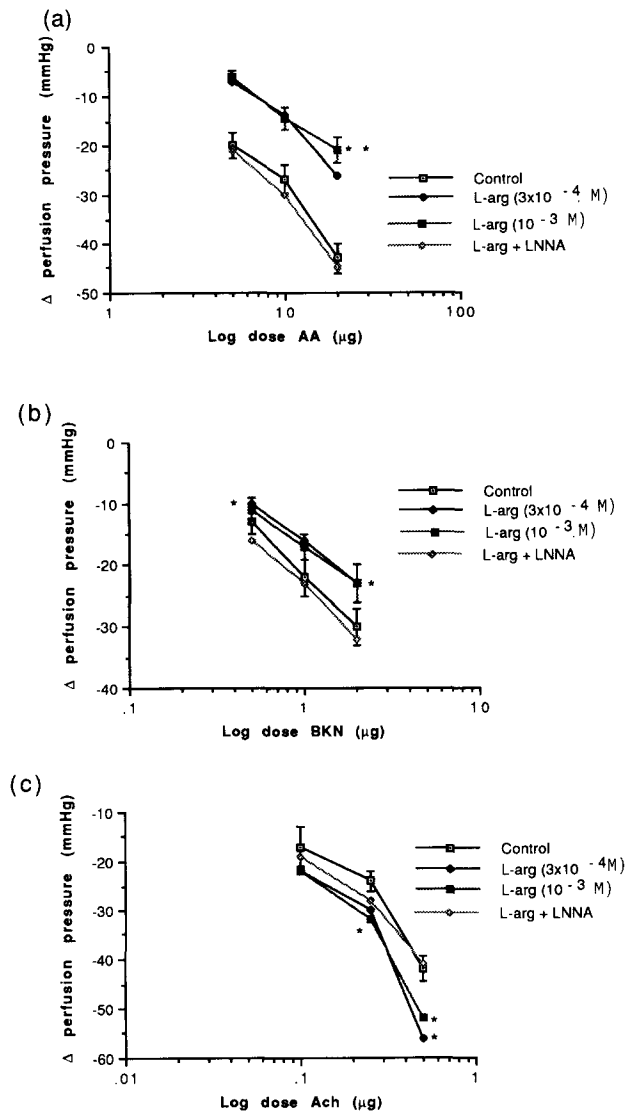 (a)
Δ perfusion pressure (mmHg)
0
-10
-20
-30
-40
-50
1
10
100
Log dose AA (μg)
* *
Control
L-arg (3x10 -4 M)
L-arg (10 -3 M)
L-arg + LNNA
(b)
Δ perfusion pressure (mmHg)
0
-10
-20
-30
-40
.1
1
10
Log dose BKN (μg)
*
*
Control
L-arg (3x10 -4 M)
L-arg (10 -3 M)
L-arg + LNNA
(c)
Δ perfusion pressure (mmHg)
-10
-20
-30
-40
-50
-60
.01
.1
1
Log dose Ach (μg)
*
*
*
Control
L-arg (3x10 -4M)
L-arg (10 -3 M)
L-arg + LNNA